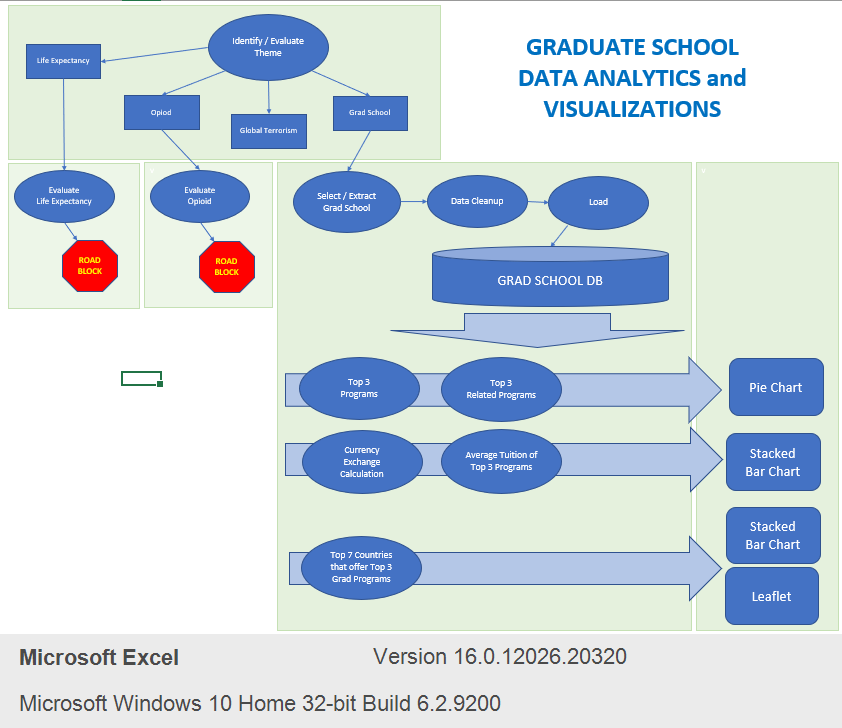 GRADUATE SCHOOL
DATA ANALYTICS and
VISUALIZATIONS
Identify / Evaluate
Theme
Life Expectancy
Opiod
Global Terrorism
Grad School
Evaluate
Life Expectancy
ROAD
BLOCK
Evaluate
Opioid
ROAD
BLOCK
Select / Extract
Grad School
Data Cleanup
Load
GRAD SCHOOL DB
Top 3
Programs
Top 3
Related Programs
Pie Chart
Currency
Exchange
Calculation
Average Tuition of
Top 3 Programs
Stacked
Bar Chart
Top 7 Countries
that offer Top 3
Grad Programs
Stacked
Bar Chart
Leaflet
Microsoft Excel
Version 16.0.12026.20320
Microsoft Windows 10 Home 32-bit Build 6.2.9200